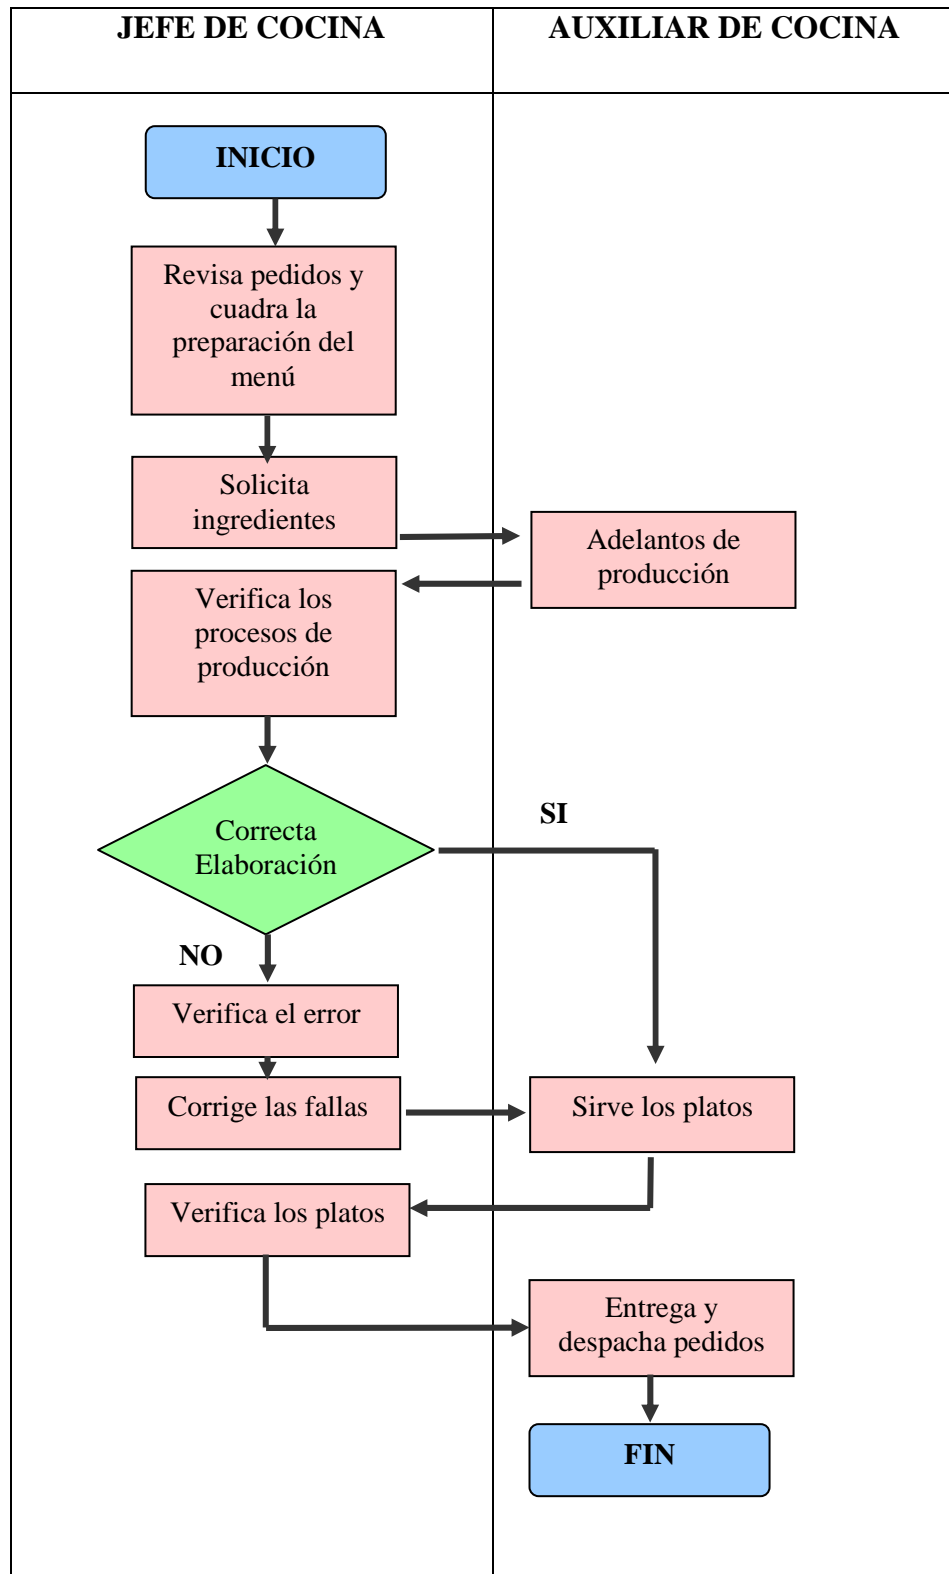 JEFE DE COCINA
AUXILIAR DE COCINA
INICIO
Revisa pedidos y
cuadra la
preparación del
menú
Solicita
ingredientes
Adelantos de
producción
Verifica los
procesos de
producción
Correcta
Elaboración
SI
NO
Verifica el error
Corrige las fallas
Sirve los platos
Verifica los platos
Entrega y
despacha pedidos
FIN